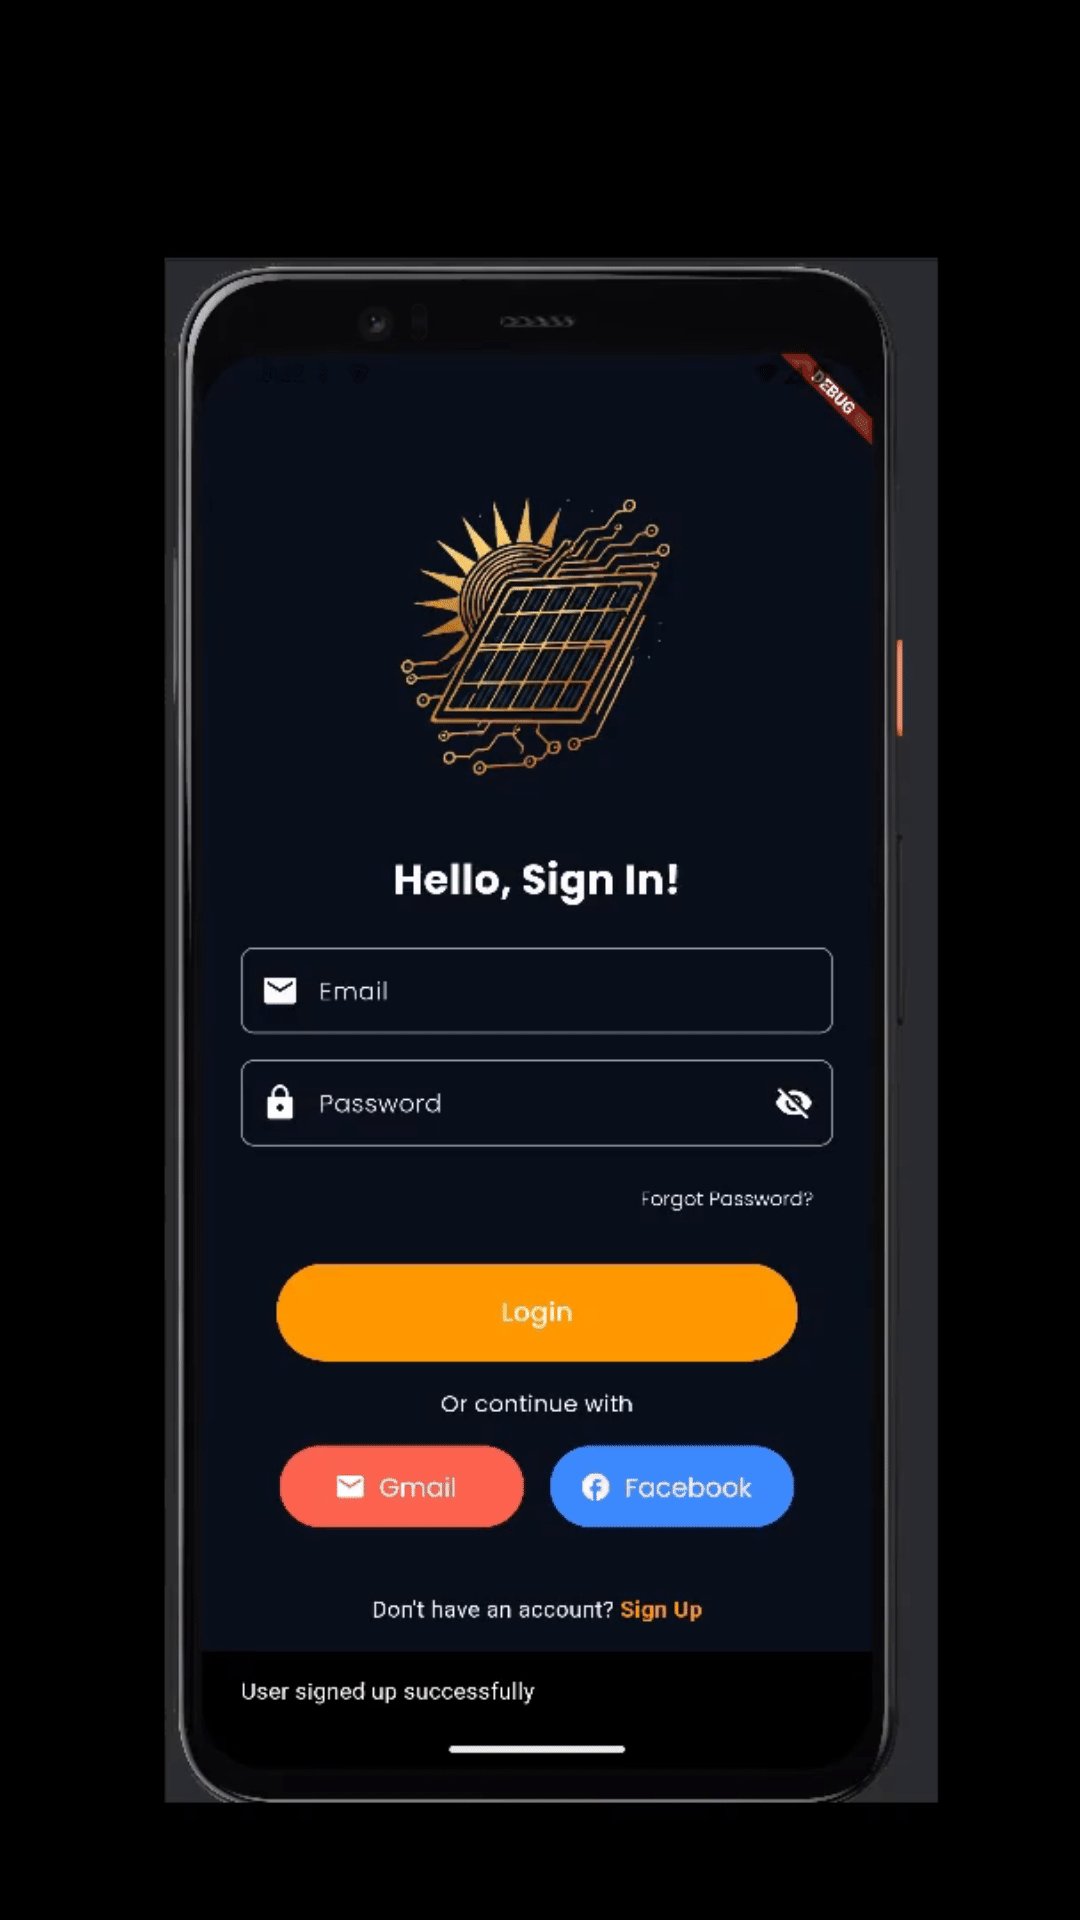 DEBUG
Hello, Sign In!
Email
Password
Forgot Password?
Login
Or continue with
Gmail
Facebook
Don't have an account? Sign Up
User signed up successfully